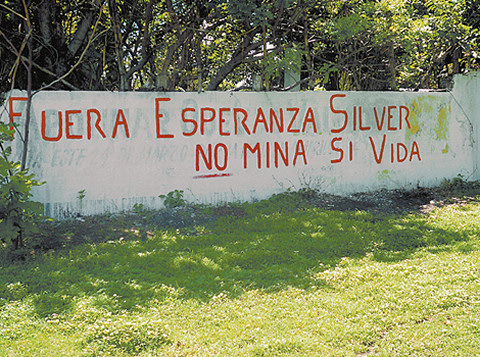 FUERA ESPERANZA SILVER
NO MINA SI VIDA